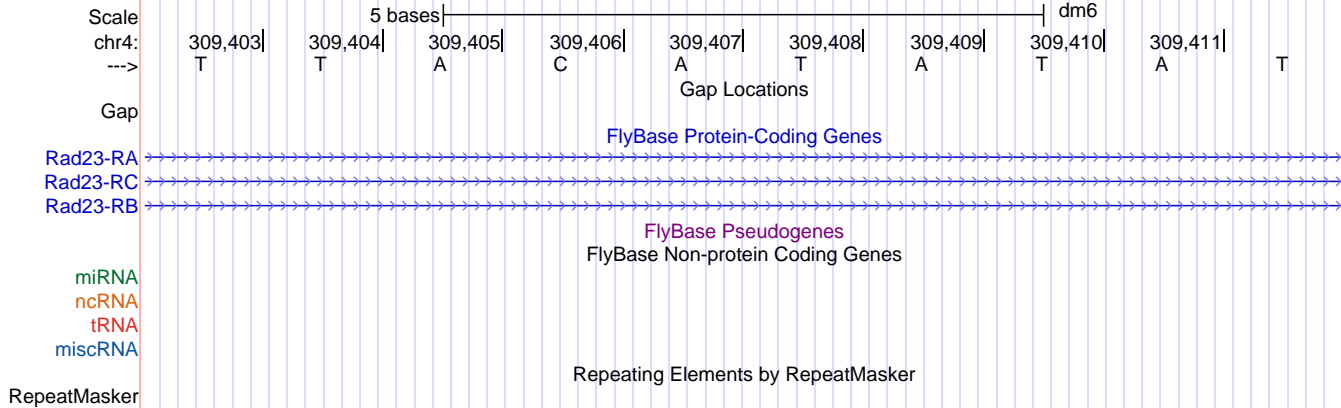 Scale 5 bases dm6
chr4: 309,403 309,404 309,405 309,406 309,407 309,408 309,409 309,410 309,411
---> T T A C A T A T A T
Gap Locations
Gap
FlyBase Protein-Coding Genes
Rad23-RA
Rad23-RC
Rad23-RB
FlyBase Pseudogenes
FlyBase Non-protein Coding Genes
miRNA
ncRNA
tRNA
miscRNA
Repeating Elements by RepeatMasker
RepeatMasker